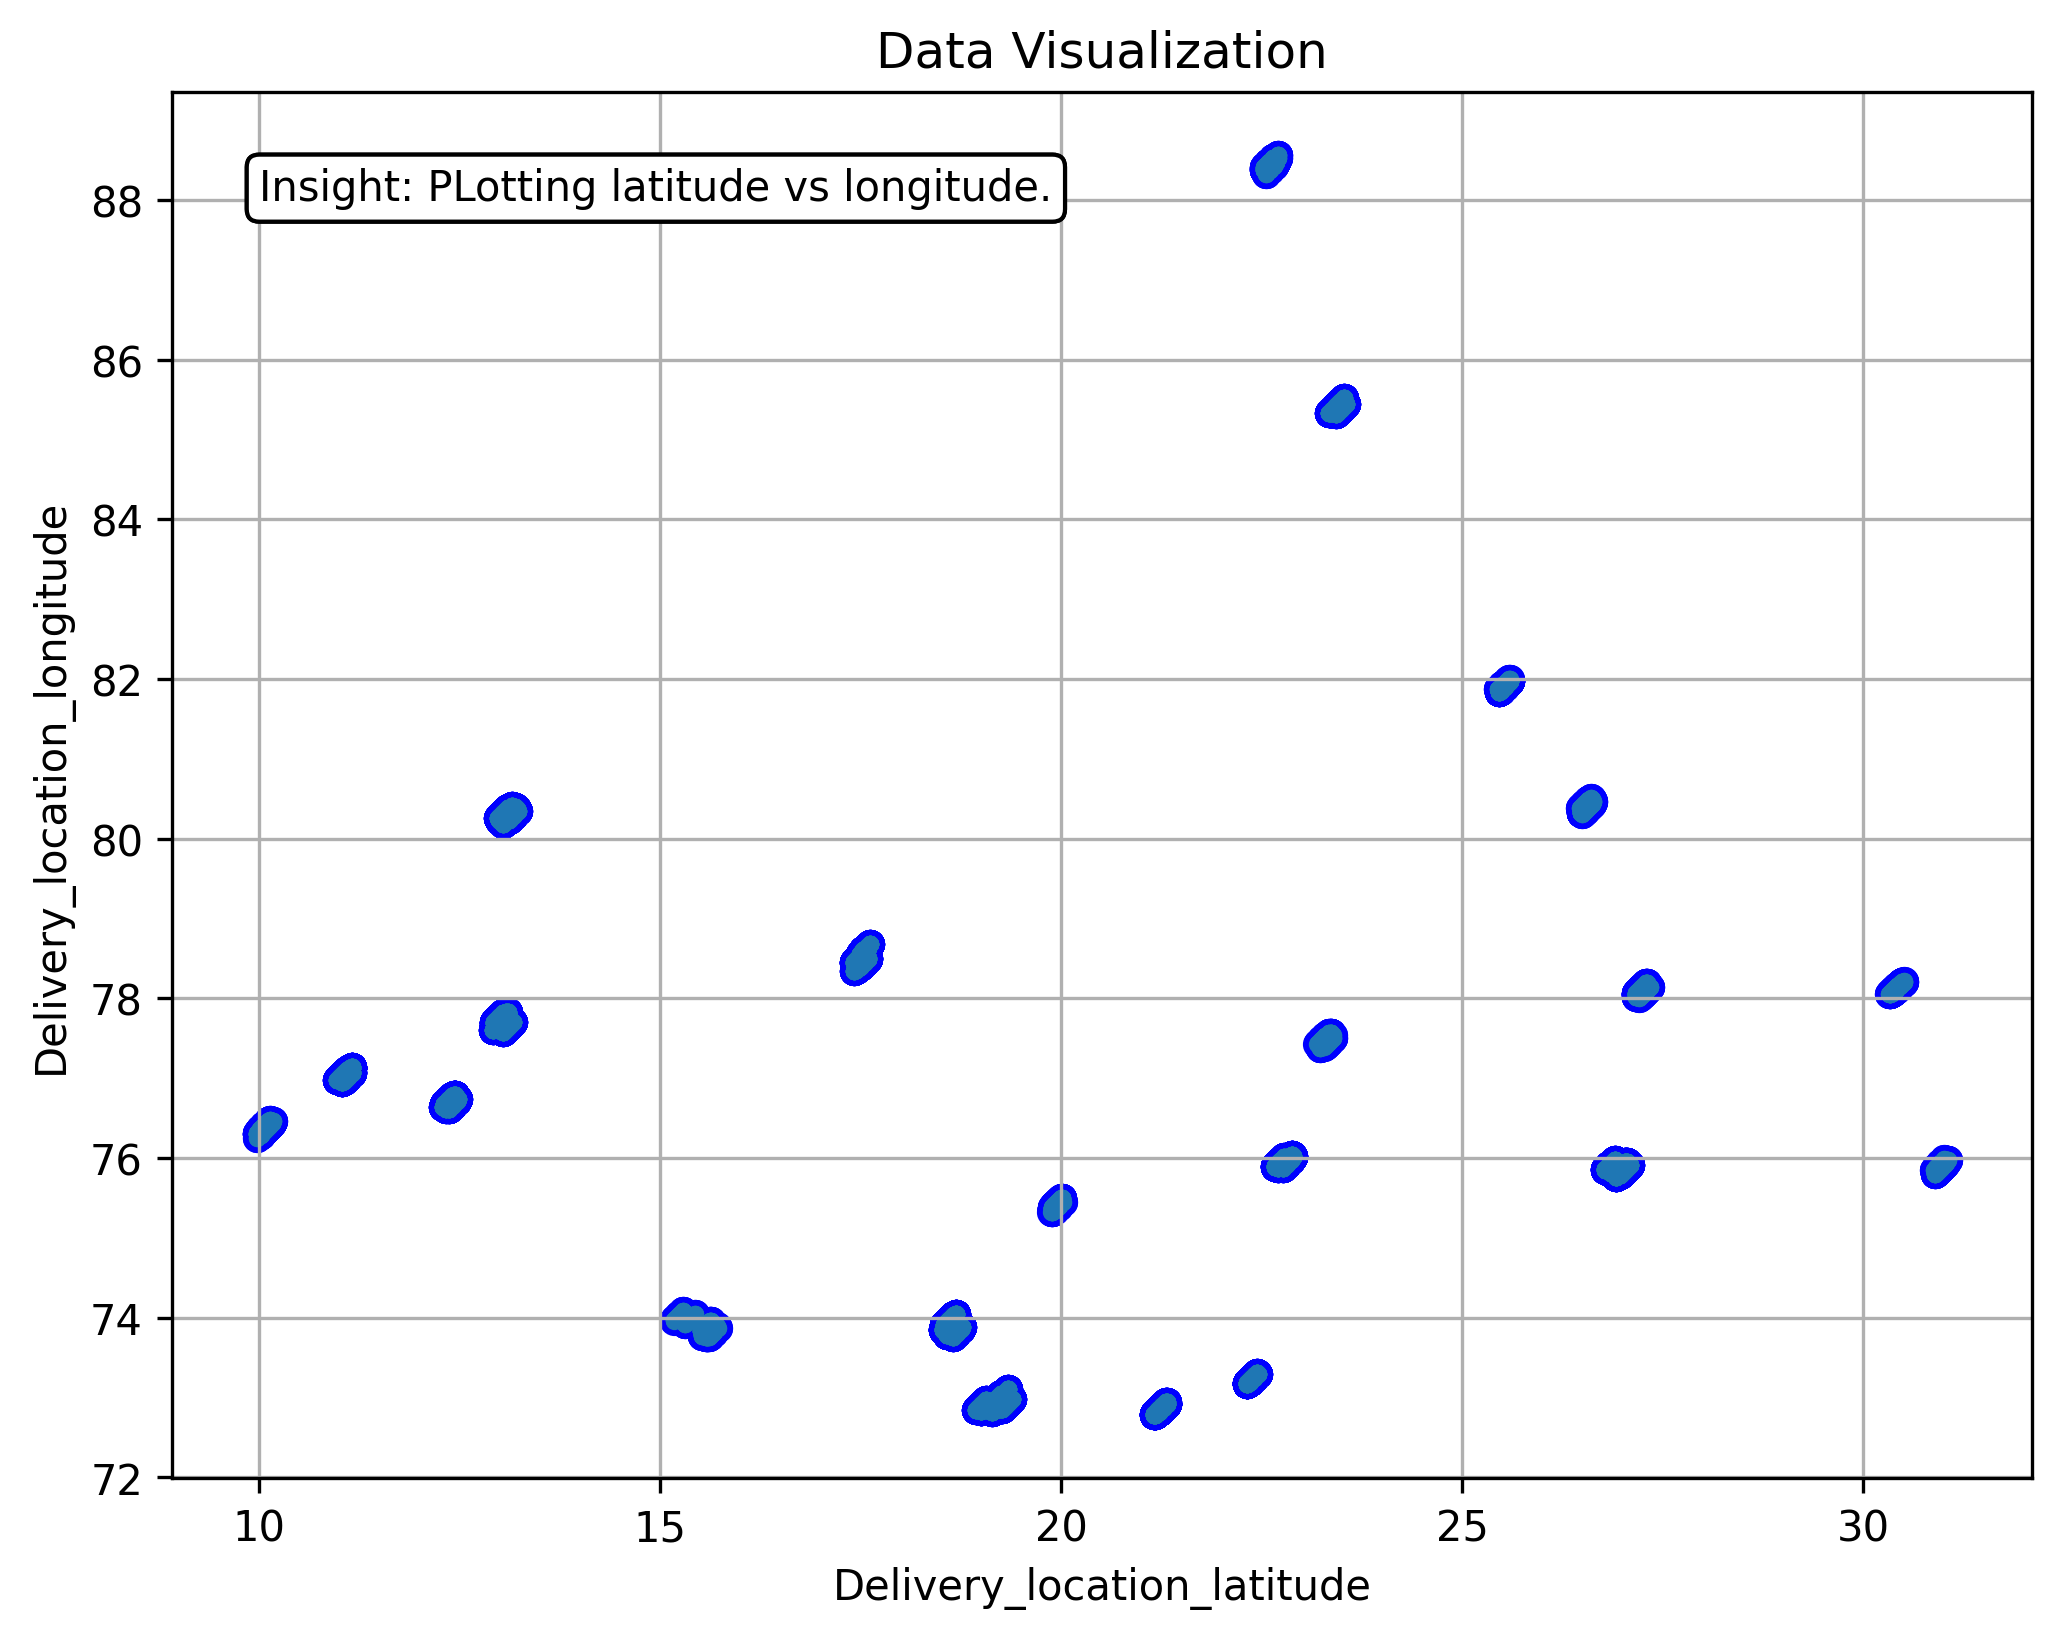 Data Visualization
Insight: PLotting latitude vs longitude.
88
86
84
82
80
78
76
74
72
Delivery_location_longitude
10 15 20 25 30
Delivery_location_latitude